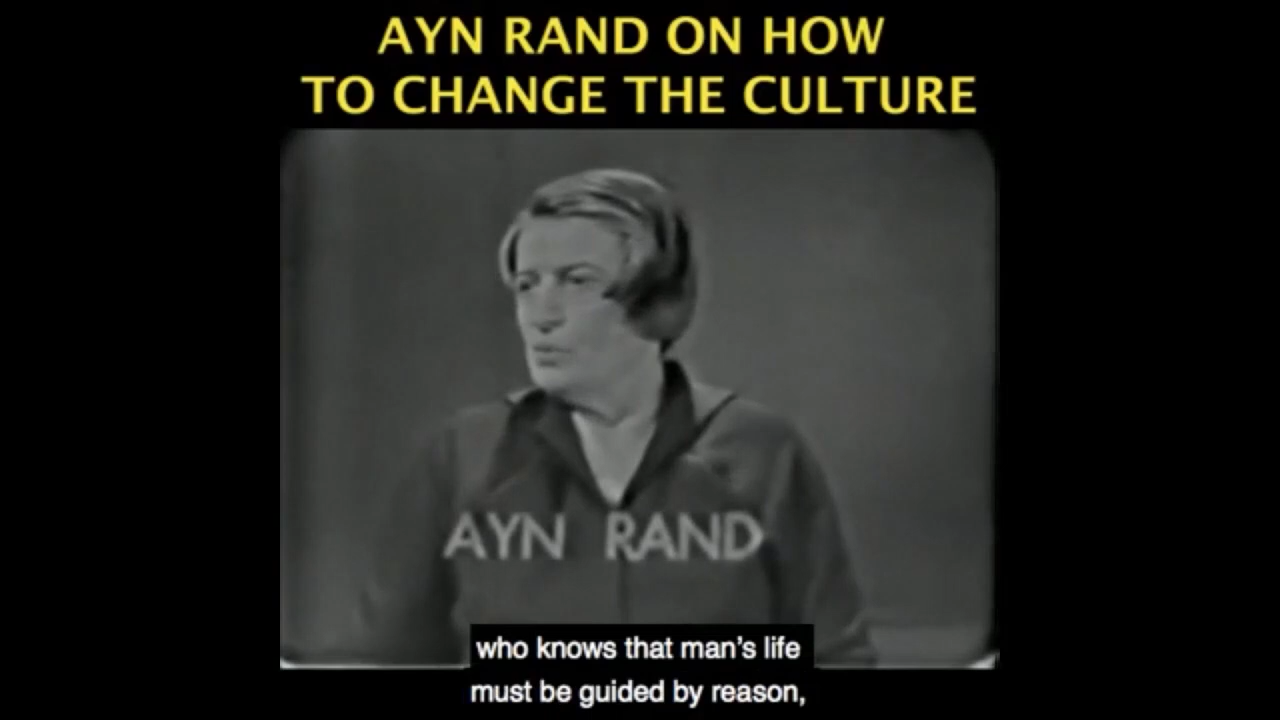 AYN RAND ON HOW
TO CHANGE THE CULTURE
AYN RAND
who knows that man's life
must be guided by reason,